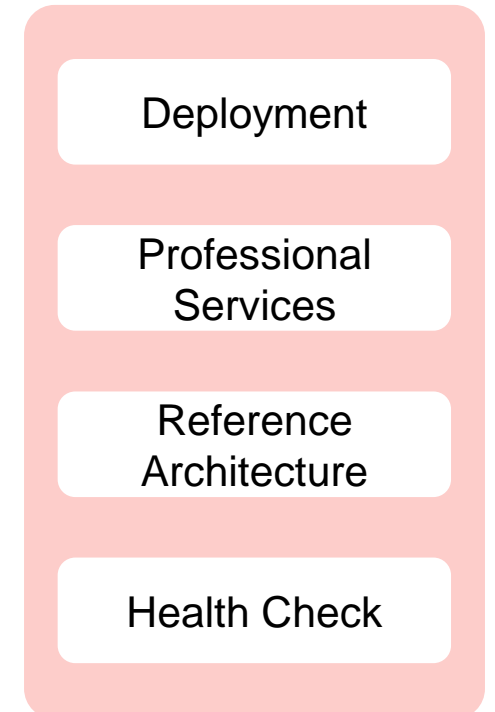 Deployment
Professional
Services
Reference
Architecture
Health Check